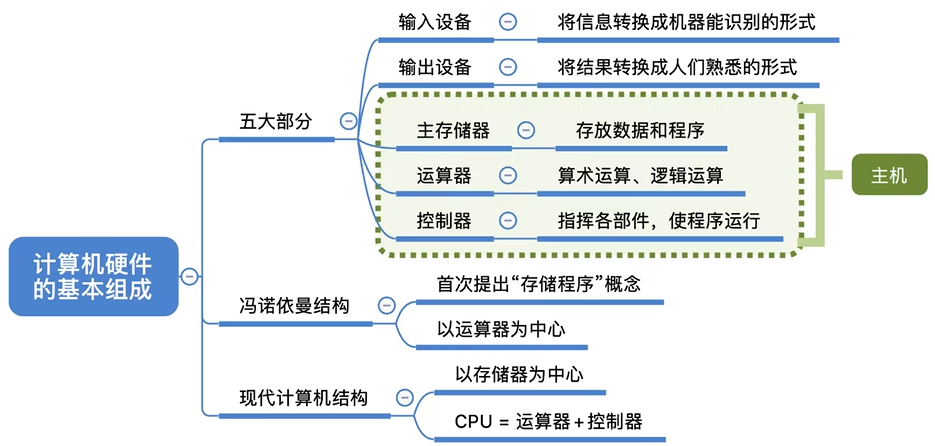 输入设备
将信息转换成机器能识别的形式
输出设备
将结果转换成人们熟悉的形式
五大部分
主存储器
存放数据和程序
运算器
算术运算、逻辑运算
主机
控制器
指挥各部件，使程序运行
计算机硬件
的基本组成
冯诺依曼结构
首次提出“存储程序”概念
以运算器为中心
现代计算机结构
以存储器为中心
CPU = 运算器 + 控制器